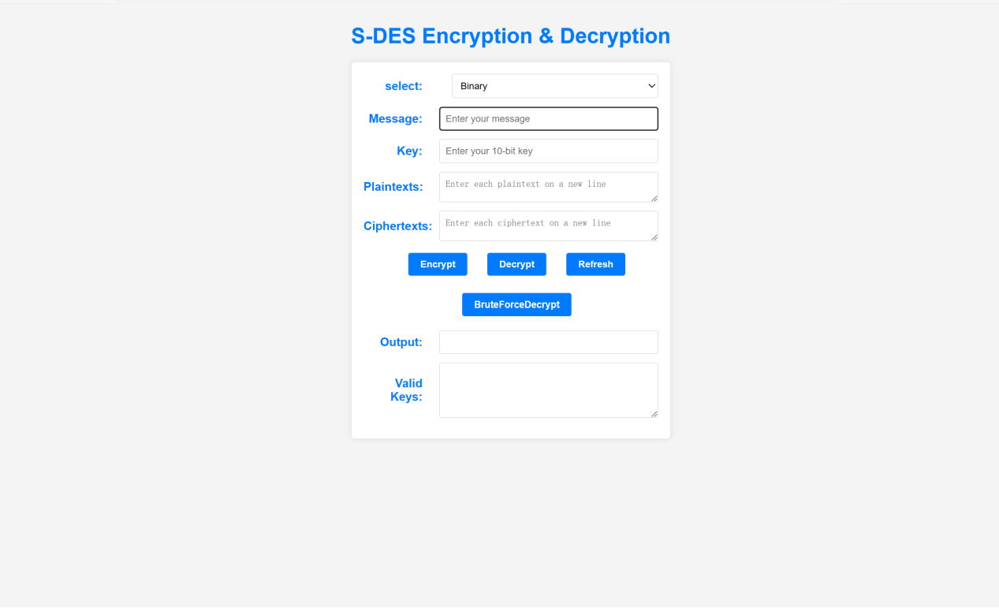 S-DES Encryption & Decryption
select:
Binary
Message:
Enter your message
Key:
Enter your 10-bit key
Plaintexts:
Enter each plaintext on a new line
Ciphertexts:
Enter each ciphertext on a new line
Encrypt
Decrypt
Refresh
BruteForceDecrypt
Output:
Valid
Keys: